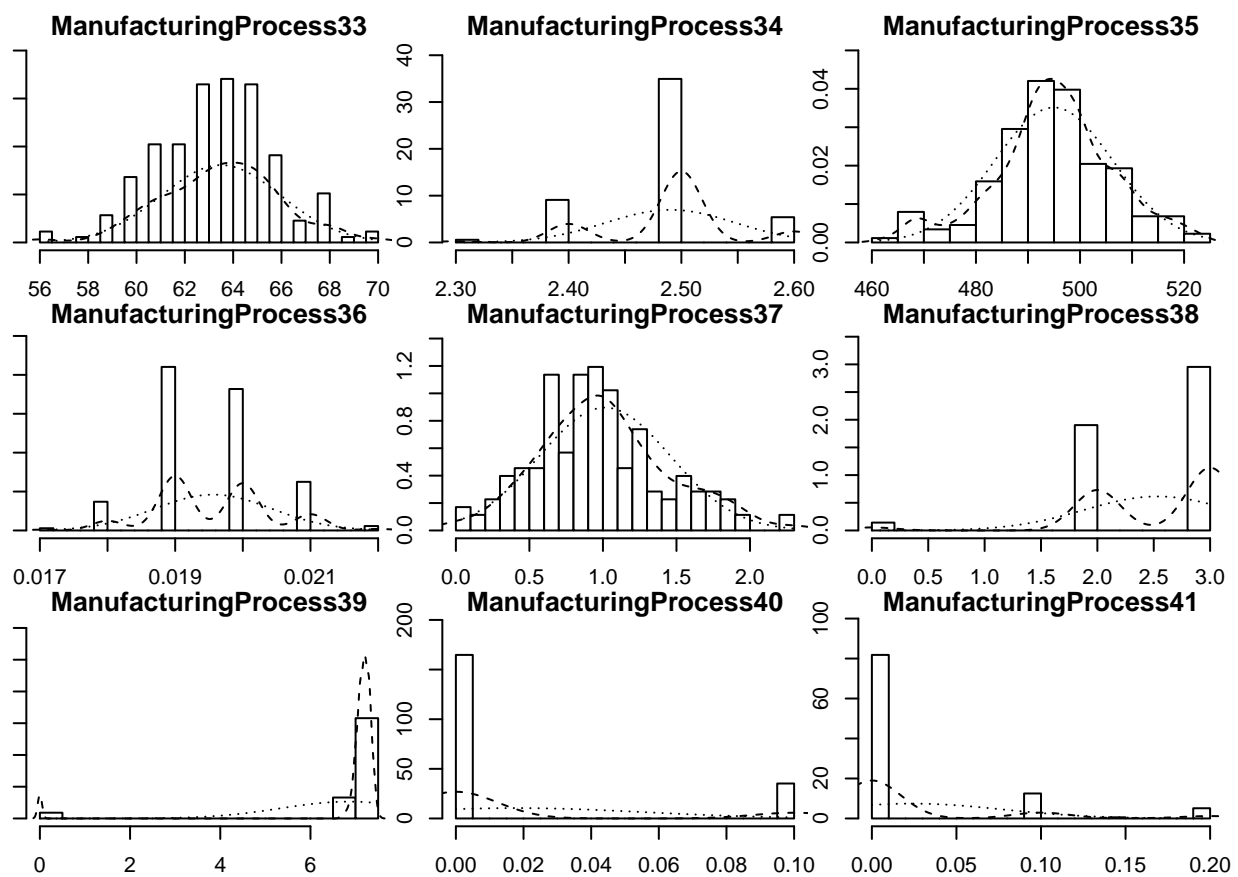 ManufacturingProcess33
56 58 60 62 64 66 68 70
ManufacturingProcess34
0 10 20 30 40
2.30 2.40 2.50 2.60
ManufacturingProcess35
0.00 0.02 0.04
460 480 500 520
ManufacturingProcess36
0.017 0.019 0.021
ManufacturingProcess37
0.0 0.4 0.8 1.2
0.0 0.5 1.0 1.5 2.0
ManufacturingProcess38
0.0 1.0 2.0 3.0
0.0 0.5 1.0 1.5 2.0 2.5 3.0
ManufacturingProcess39
0 2 4 6
ManufacturingProcess40
0 50 100 200
0.00 0.02 0.04 0.06 0.08 0.10
ManufacturingProcess41
0 20 60 100
0.00 0.05 0.10 0.15 0.20